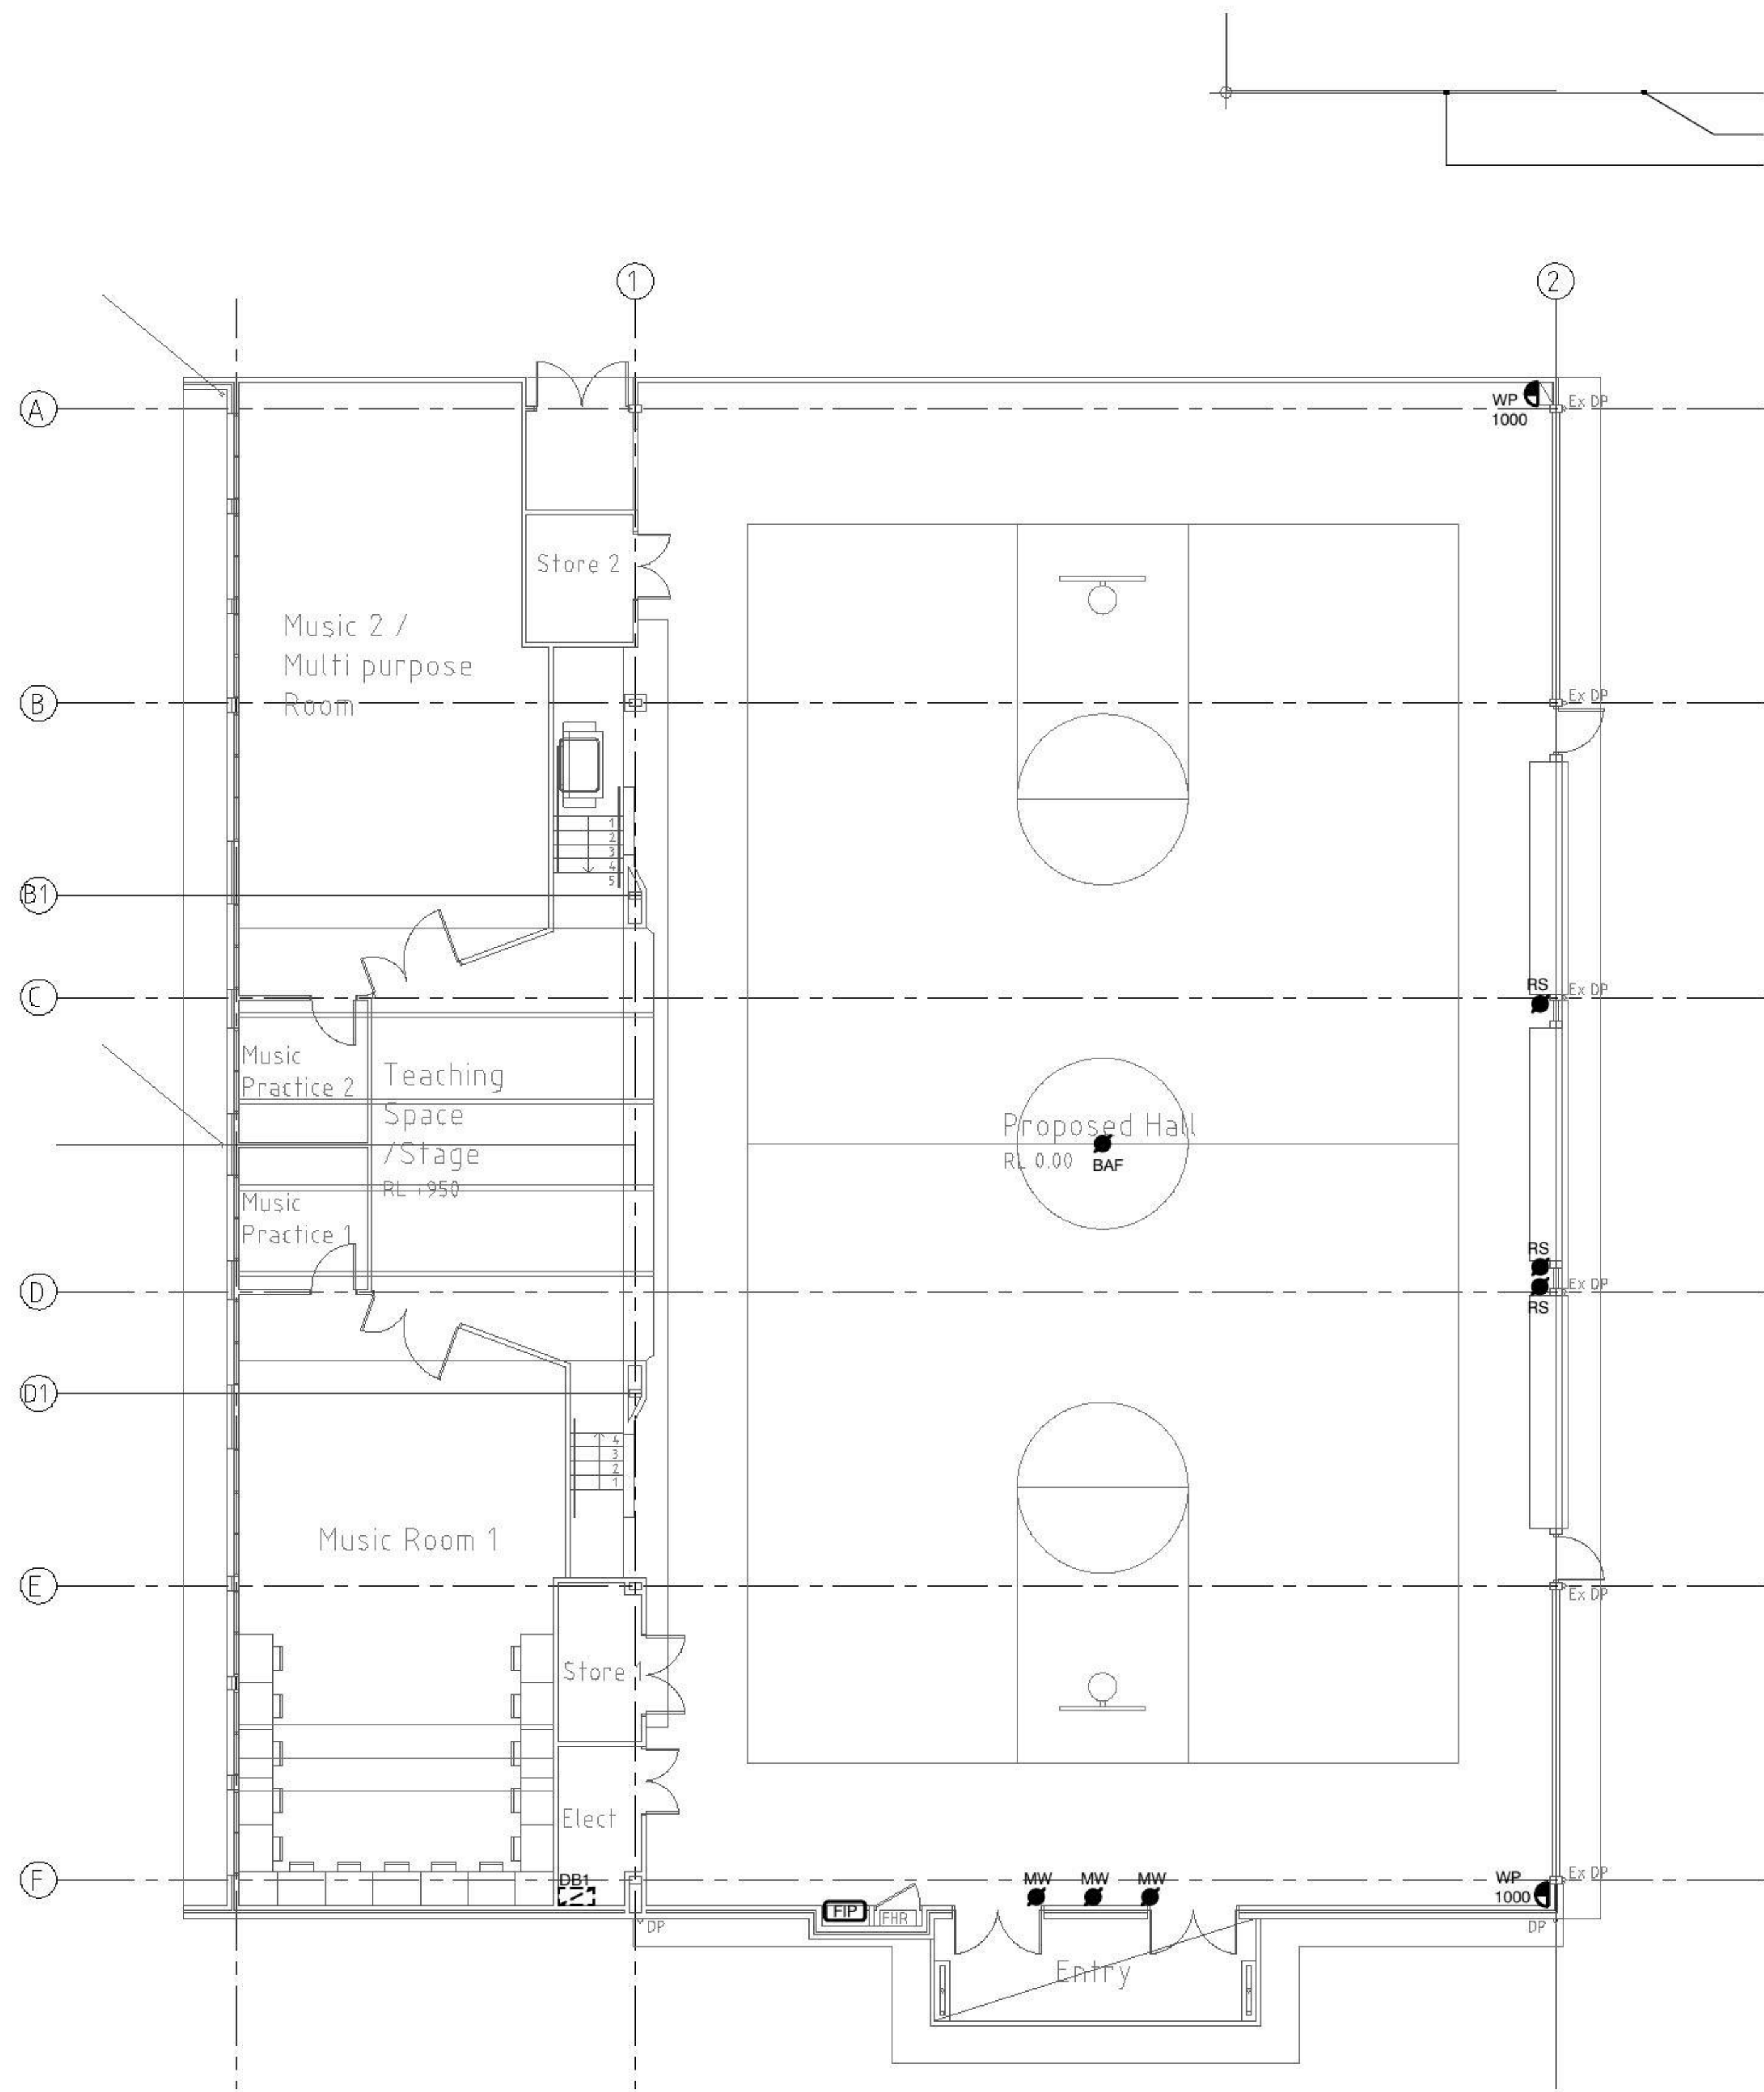 1
2
A
WP
1000
Ex DP
Store 2
Music 2 /
Multi purpose
Room
B
Ex DP
1
2
3
4
5
B1
C
RS
Ex DP
Music
Practice 2
Teaching
Space
/Stage
RL +950
Proposed Hall
RL 0.00
BAF
Music
Practice 1
RS
D
Ex DP
RS
D1
4
3
2
1
Music Room 1
E
Ex DP
Store 1
Elect
F
DB1
MW
MW
MW
WP
1000
Ex DP
FIP
FHR
DP
DP
Entry